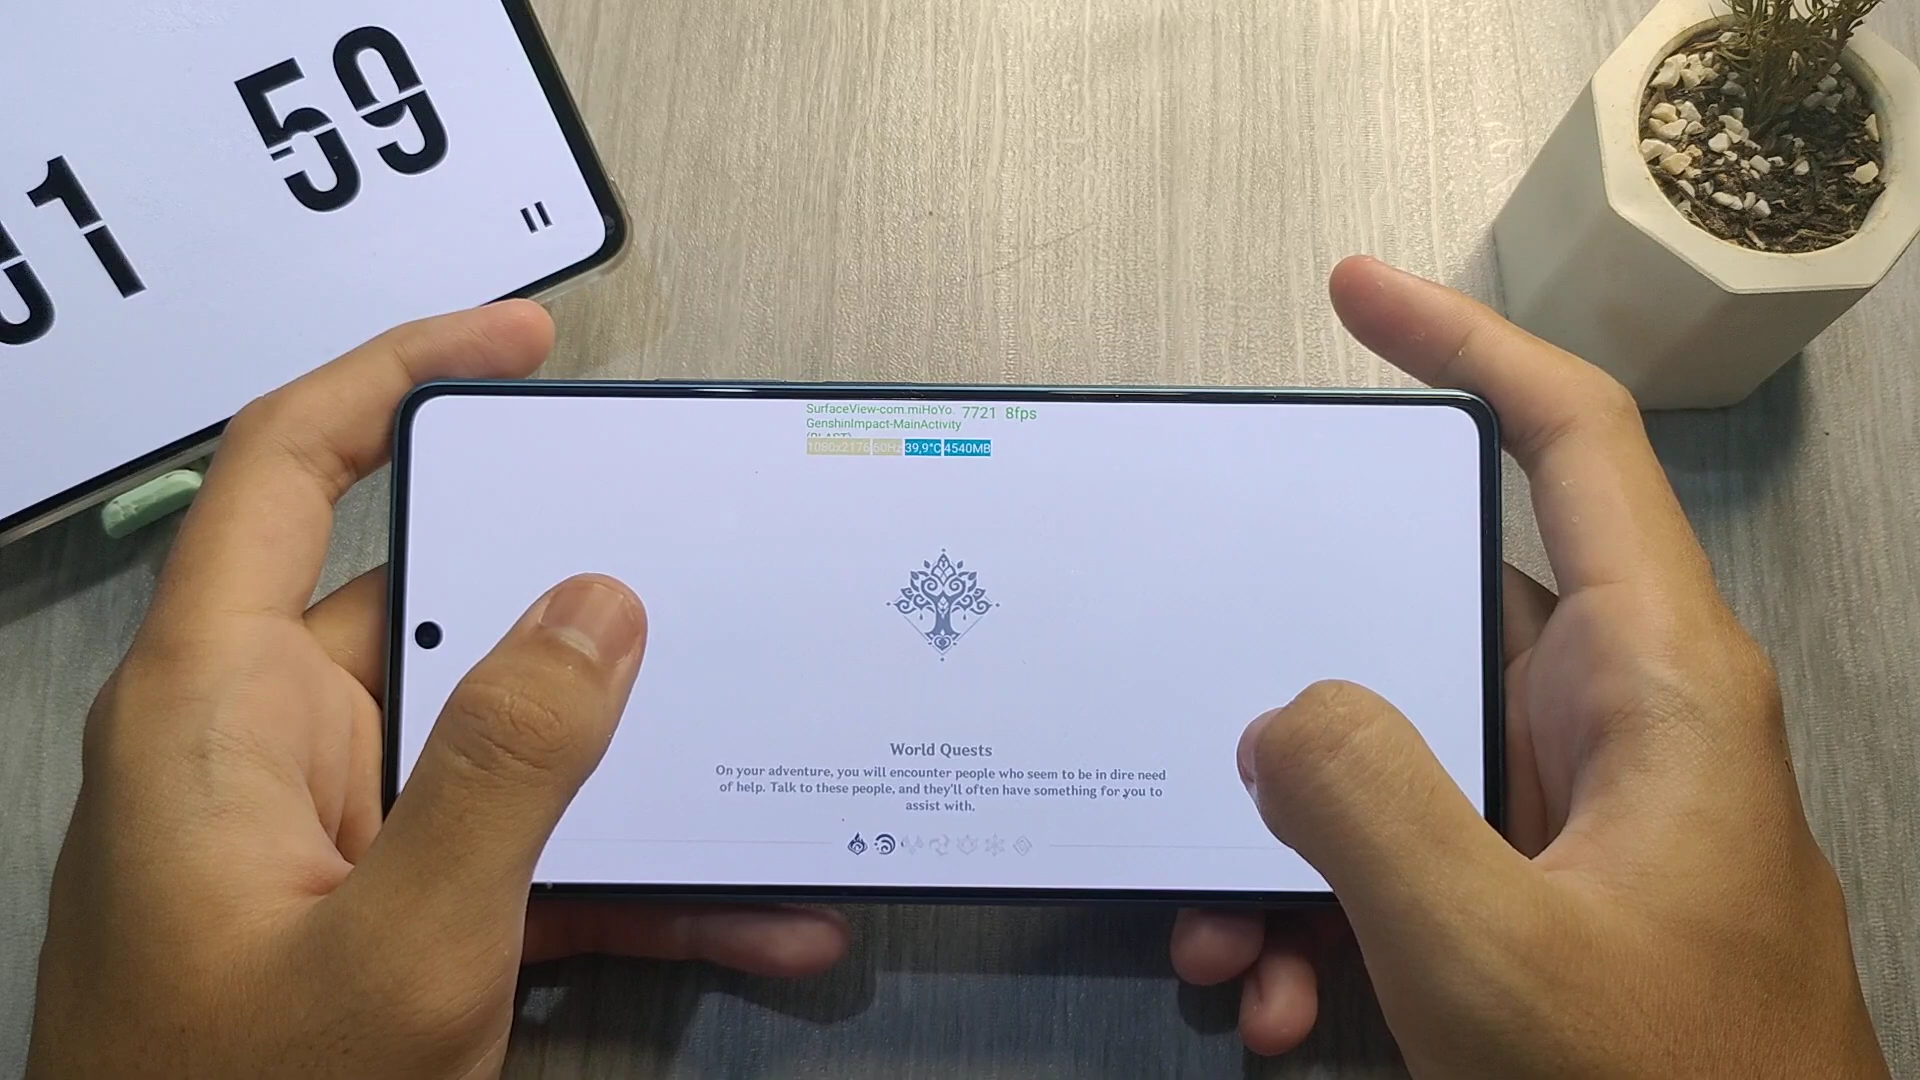 01 59
SurfaceView-com.miHoYo. 7721 8fps
GenshinImpact-MainActivity
(BLAST)
1080x2176 60Hz 39,9°C 4540MB
World Quests
On your adventure, you will encounter people who seem to be in dire need
of help. Talk to these people, and they'll often have something for you to
assist with.